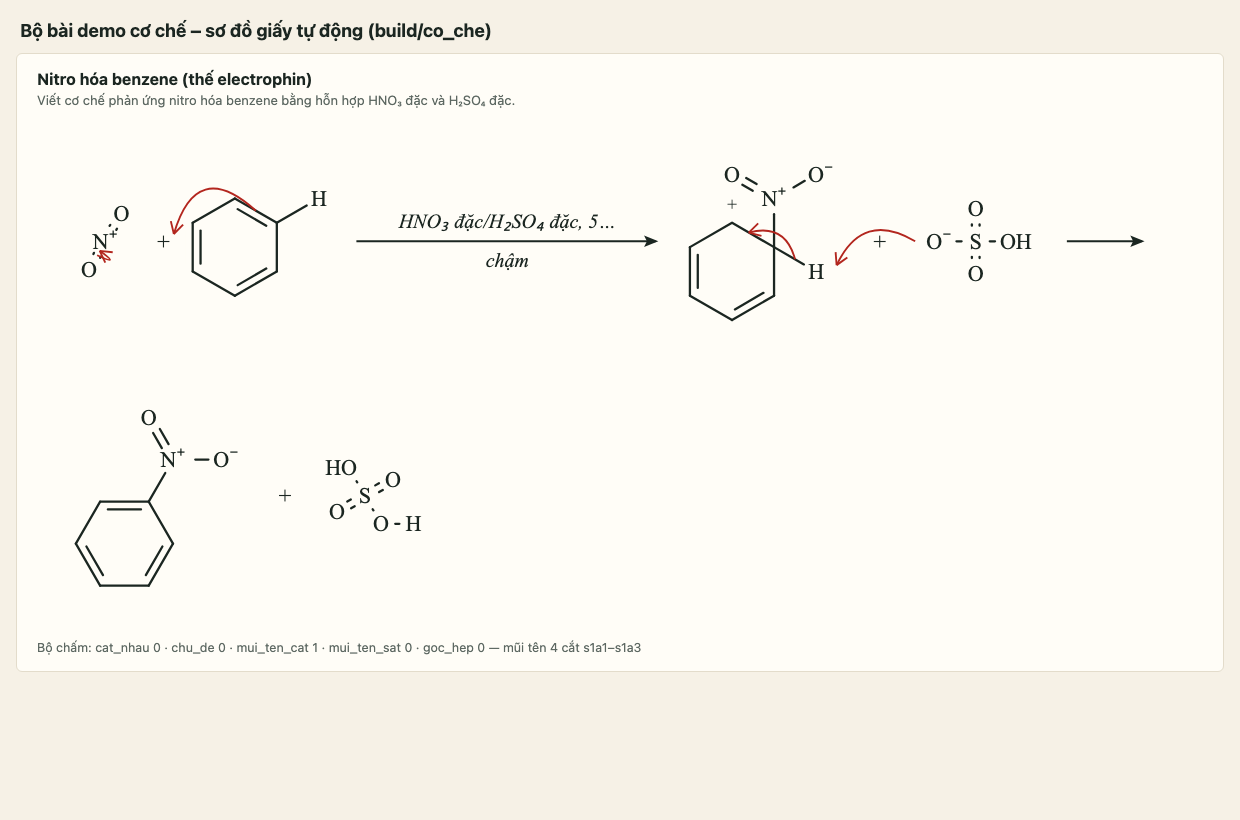 Bộ bài demo cơ chế – sơ đồ giấy tự động (build/co_che)
Nitro hóa benzene (thế electrophin)
Viết cơ chế phản ứng nitro hóa benzene bằng hỗn hợp HNO₃ đặc và H₂SO₄ đặc.
O
N⁺
O
+
H
HNO₃ đặc/H₂SO₄ đặc, 5...
chậm
O
O⁻
+
N⁺
H
+
O
O⁻
S
OH
O
O
N⁺
O⁻
+
HO
O
S
O
O
H
Bộ chấm: cat_nhau 0 · chu_de 0 · mui_ten_cat 1 · mui_ten_sat 0 · goc_hep 0 — mũi tên 4 cắt s1a1–s1a3